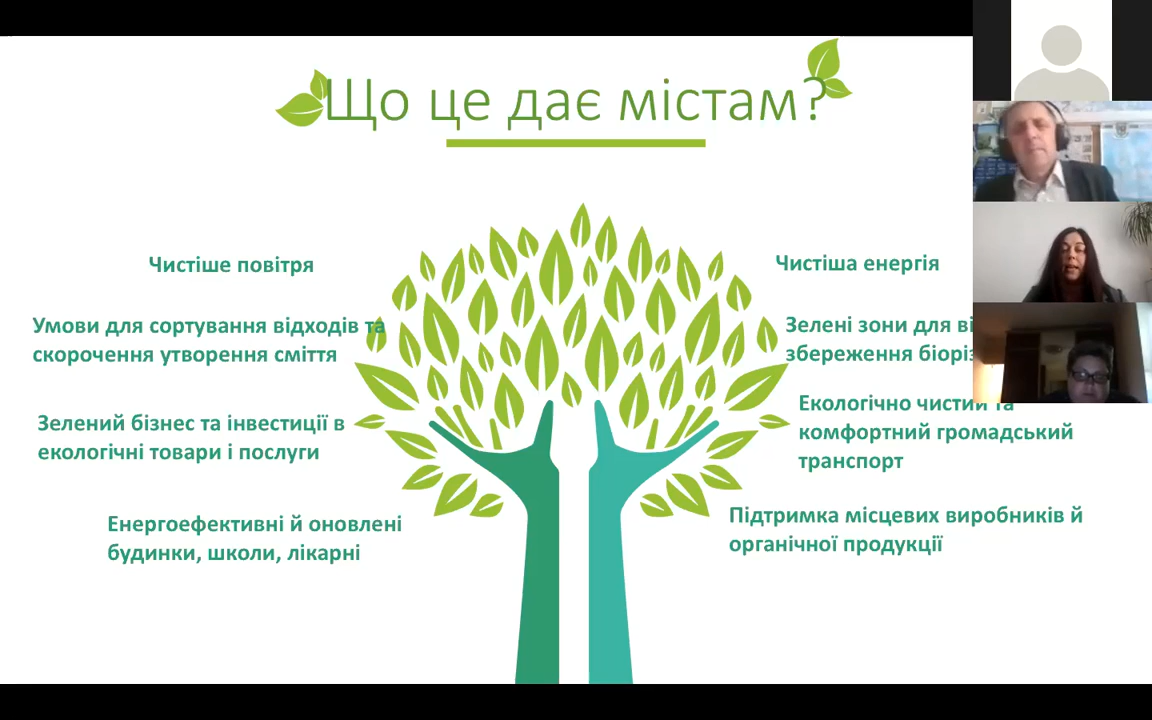 Що це дає містам?
Чистіше повітря
Умови для сортування відходів та
скорочення утворення сміття
Зелений бізнес та інвестиції в
екологічні товари і послуги
Енергоефективні й оновлені
будинки, школи, лікарні
Чистіша енергія
Зелені зони для
збереження
Екологічно чистий та
комфортний громадський
транспорт
Підтримка місцевих виробників й
органічної продукції